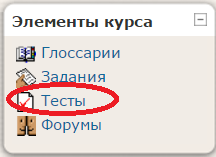 Элементы курса
Глоссарии
Задания
Тесты
Форумы